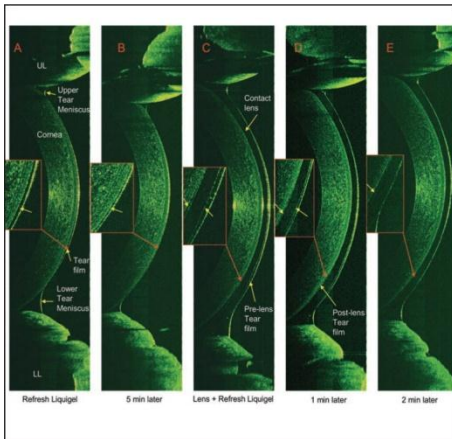 A
B
C
D
E
UL
Upper
Tear
Meniscus
Cornea
Contact
lens
Tear
film
Lower
Tear
Meniscus
Pre-lens
Tear
film
Post-lens
Tear
film
LL
Refresh Liquigel
5 min later
Lens + Refresh Liquigel
1 min later
2 min later